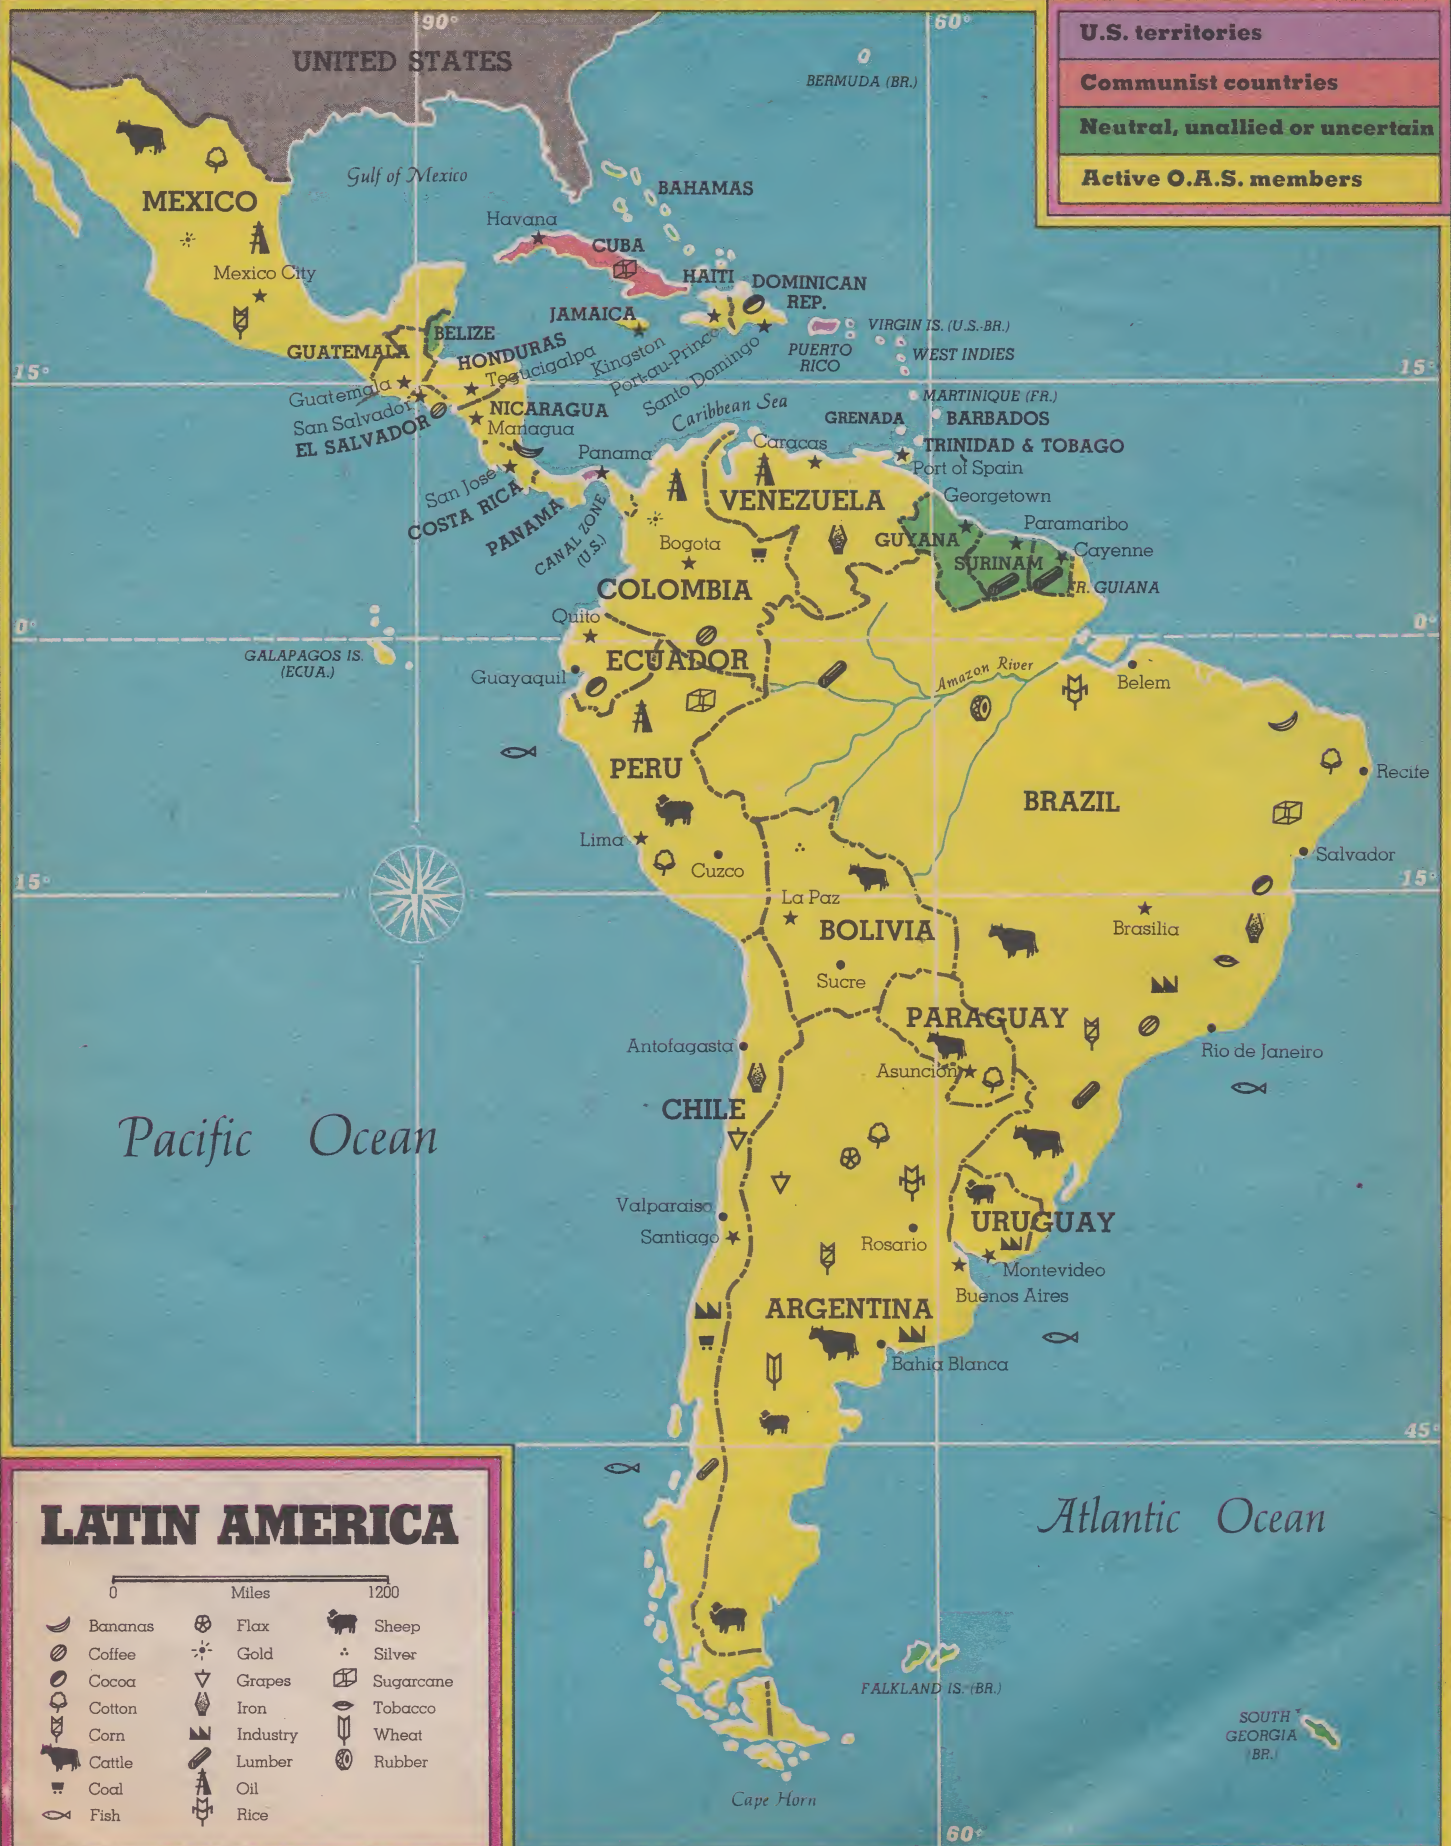 90°
60°
UNITED STATES
BERMUDA (BR.)
U.S. territories
Communist countries
Neutral, unallied or uncertain
Active O.A.S. members
Gulf of Mexico
BAHAMAS
MEXICO
Havana
CUBA
Mexico City
HAITI
DOMINICAN
REP.
JAMAICA
Kingston
Port-au-Prince
Santo Domingo
VIRGIN IS. (U.S.-BR.)
PUERTO
RICO
WEST INDIES
BELIZE
GUATEMALA
HONDURAS
Tegucigalpa
15°
15°
Guatemala
San Salvador
EL SALVADOR
NICARAGUA
Managua
Caribbean Sea
MARTINIQUE (FR.)
GRENADA
BARBADOS
TRINIDAD & TOBAGO
Port of Spain
Panama
Caracas
San Jose
COSTA RICA
PANAMA
CANAL ZONE
(U.S.)
VENEZUELA
Georgetown
Paramaribo
GUYANA
Cayenne
SURINAM
FR. GUIANA
Bogota
COLOMBIA
Quito
0°
0°
GALAPAGOS IS.
(ECUA.)
ECUADOR
Guayaquil
Amazon River
Belem
PERU
Recife
BRAZIL
Lima
Cuzco
Salvador
15°
15°
La Paz
BOLIVIA
Brasilia
Sucre
PARAGUAY
Antofagasta
Asuncion
Rio de Janeiro
CHILE
Pacific Ocean
Valparaiso
Santiago
URUGUAY
Rosario
Montevideo
Buenos Aires
ARGENTINA
Bahia Blanca
45°
Atlantic Ocean
FALKLAND IS. (BR.)
SOUTH
GEORGIA
(BR.)
Cape Horn
60°
LATIN AMERICA
0 Miles 1200
Bananas
Coffee
Cocoa
Cotton
Corn
Cattle
Coal
Fish
Flax
Gold
Grapes
Iron
Industry
Lumber
Oil
Rice
Sheep
Silver
Sugarcane
Tobacco
Wheat
Rubber